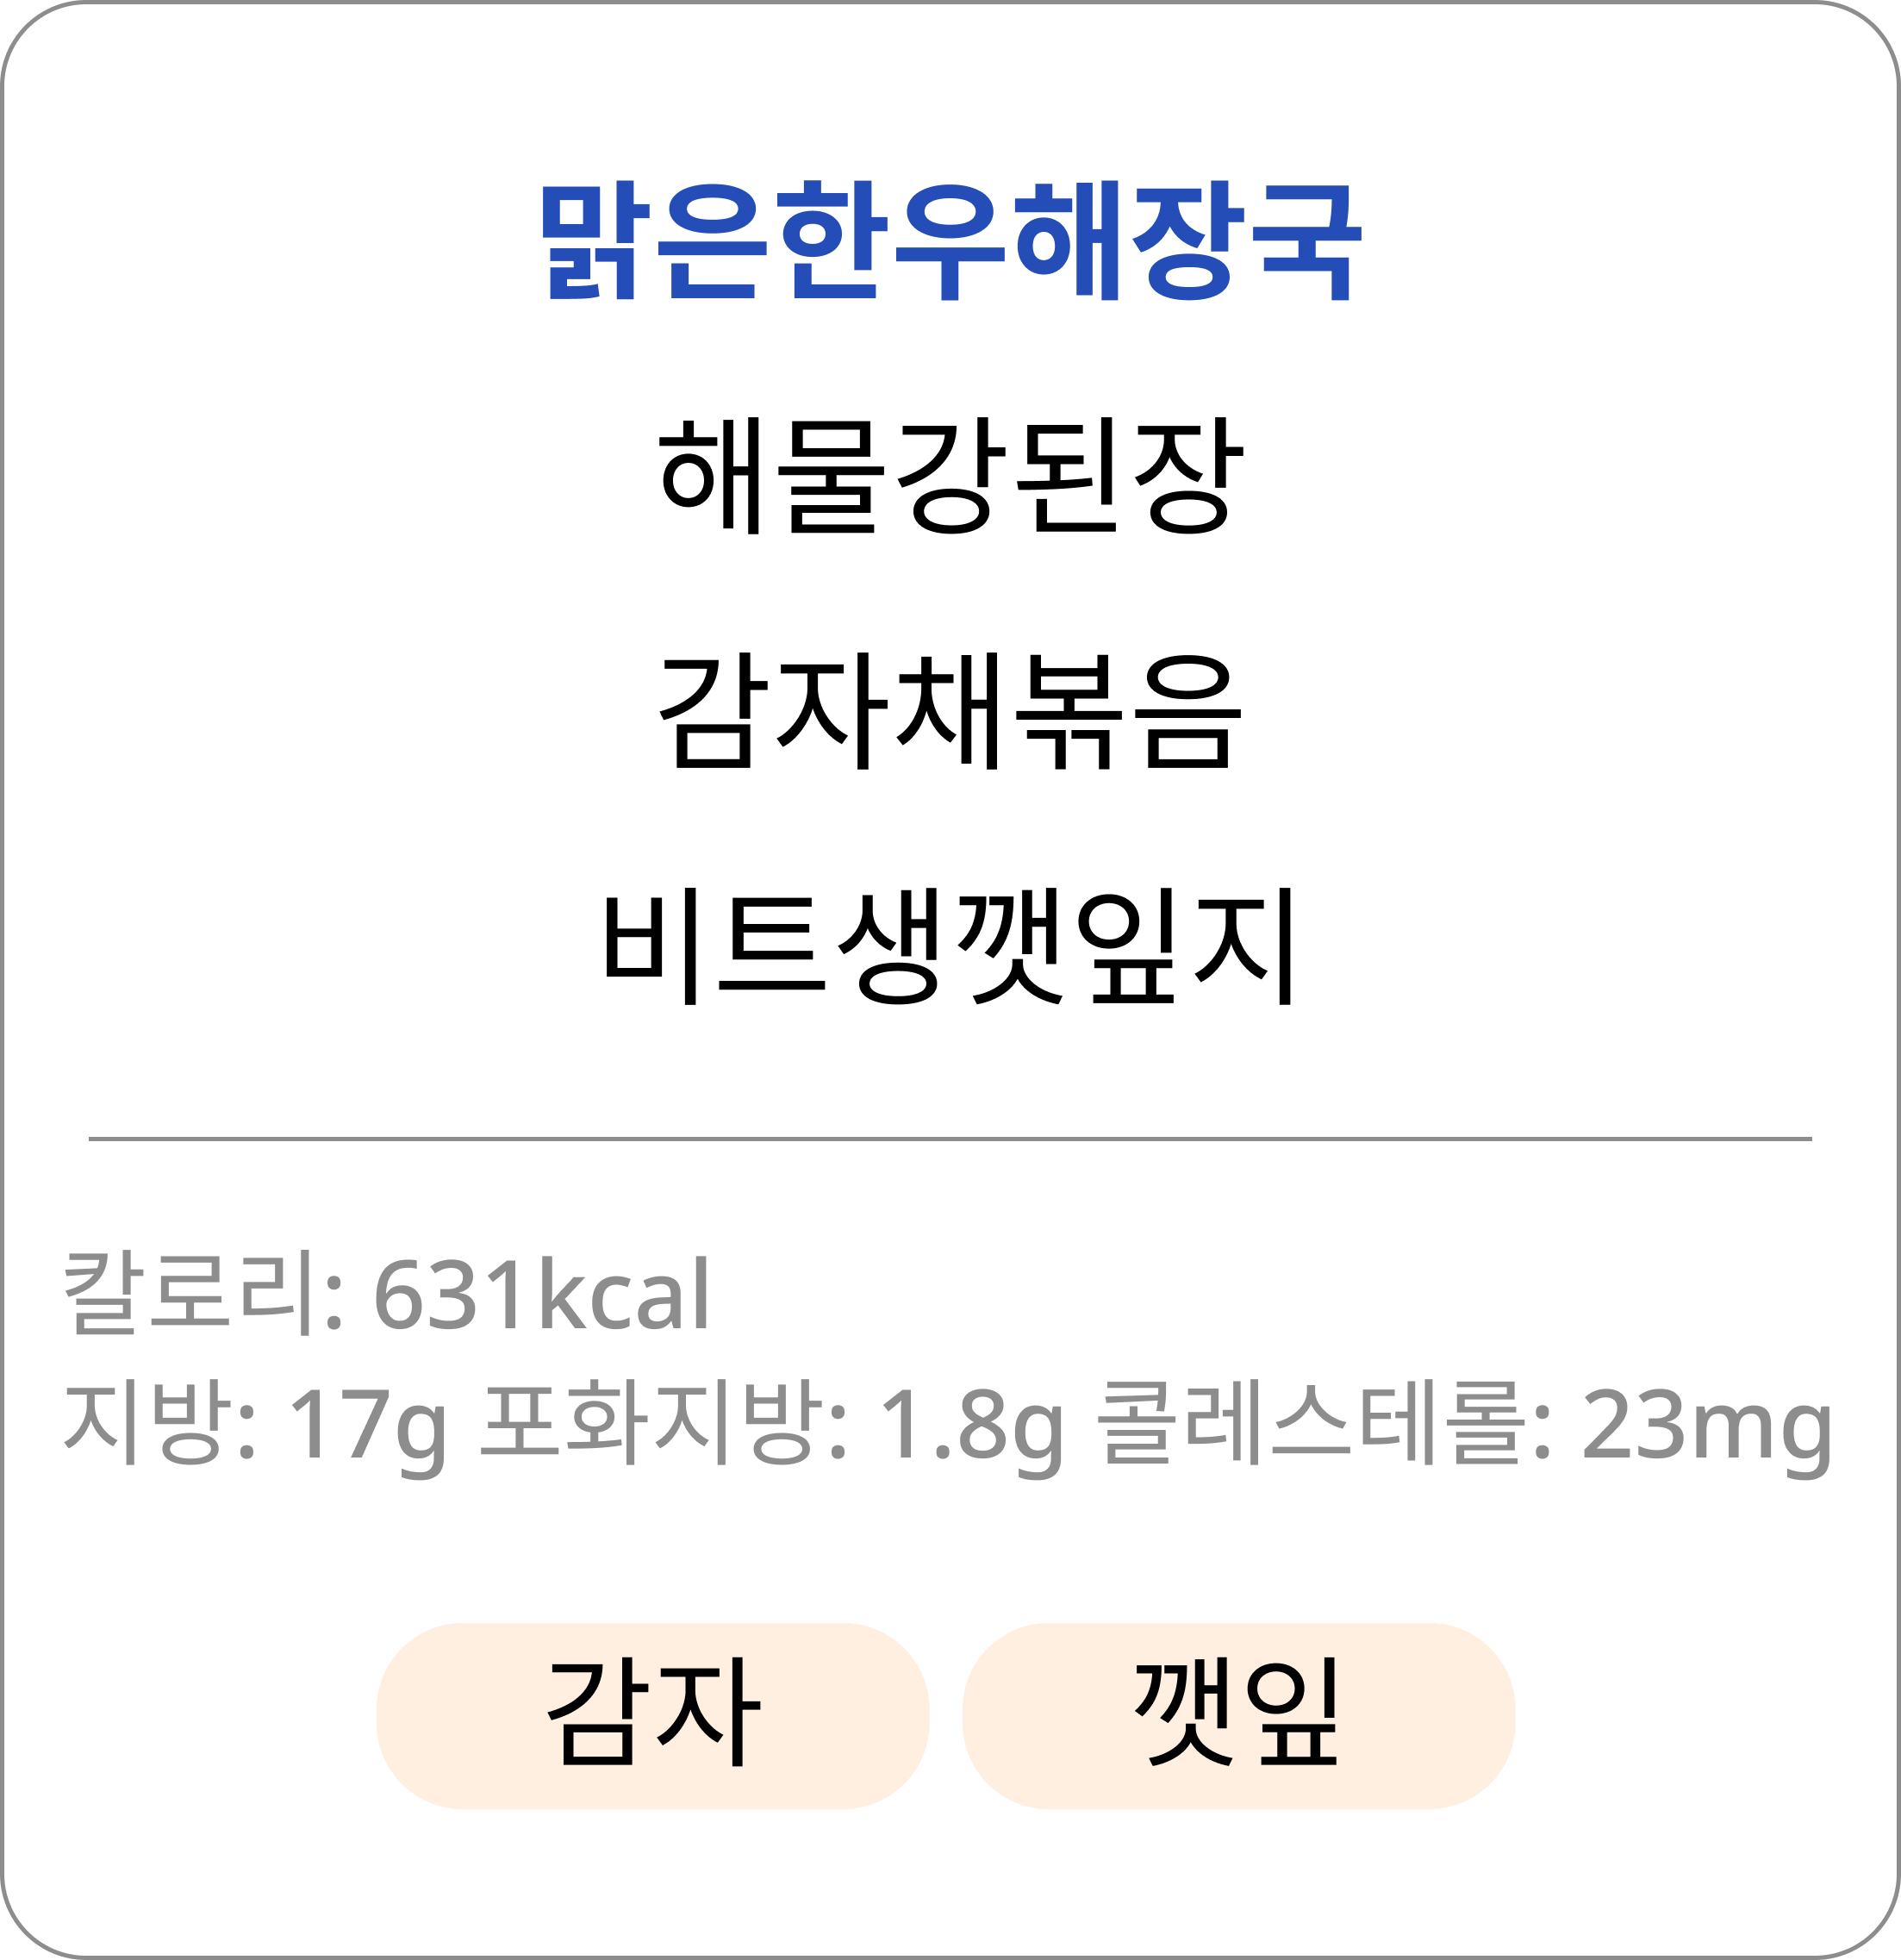 맑은한우해장국
해물강된장
감자채볶음
비트생깻잎지
칼로리: 631kcal
지방: 17g 포화지방: 1.8g 클레스테롤: 23mg
감자 깻잎